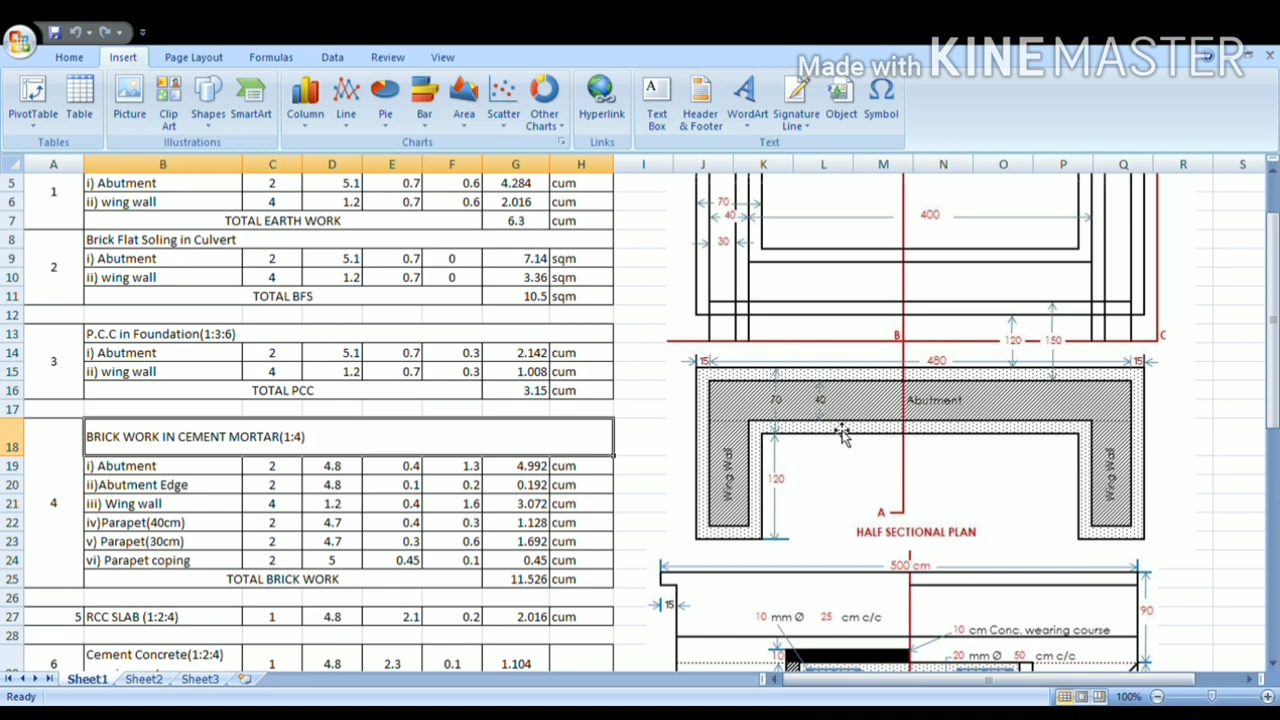 Made with KINEMASTER
Home Insert Page Layout Formulas Data Review View
PivotTable Table Picture Clip Art Shapes SmartArt Column Line Pie Bar Area Scatter Other Charts Hyperlink Text Box Header & Footer WordArt Signature Line Object Symbol
Tables Illustrations Charts Links Text
A B C D E F G H I J K L M N O P Q R S
5 1 i) Abutment 2 5.1 0.7 0.6 4.284 cum
6 ii) wing wall 4 1.2 0.7 0.6 2.016 cum
7 TOTAL EARTH WORK 6.3 cum
8 2 Brick Flat Soling in Culvert
9 i) Abutment 2 5.1 0.7 0 7.14 sqm
10 ii) wing wall 4 1.2 0.7 0 3.36 sqm
11 TOTAL BFS 10.5 sqm
12
13 3 P.C.C in Foundation(1:3:6)
14 i) Abutment 2 5.1 0.7 0.3 2.142 cum
15 ii) wing wall 4 1.2 0.7 0.3 1.008 cum
16 TOTAL PCC 3.15 cum
17
18 4 BRICK WORK IN CEMENT MORTAR(1:4)
19 i) Abutment 2 4.8 0.4 1.3 4.992 cum
20 ii)Abutment Edge 2 4.8 0.1 0.2 0.192 cum
21 iii) Wing wall 4 1.2 0.4 1.6 3.072 cum
22 iv)Parapet(40cm) 2 4.7 0.4 0.3 1.128 cum
23 v) Parapet(30cm) 2 4.7 0.3 0.6 1.692 cum
24 vi) Parapet coping 2 5 0.45 0.1 0.45 cum
25 TOTAL BRICK WORK 11.526 cum
26
27 5 RCC SLAB (1:2:4) 1 4.8 2.1 0.2 2.016 cum
28
6 Cement Concrete(1:2:4) 1 4.8 2.3 0.1 1.104
70
40 400
30
B 120 150 C
15 480 15
70 40 Abutment
Wing Wall 120 Wing Wall
A
HALF SECTIONAL PLAN
500 cm
15 90
10 mm Ø 25 cm c/c
10 cm Conc. wearing course
10 20 mm Ø 50 cm c/c
Sheet1 Sheet2 Sheet3
Ready 100%